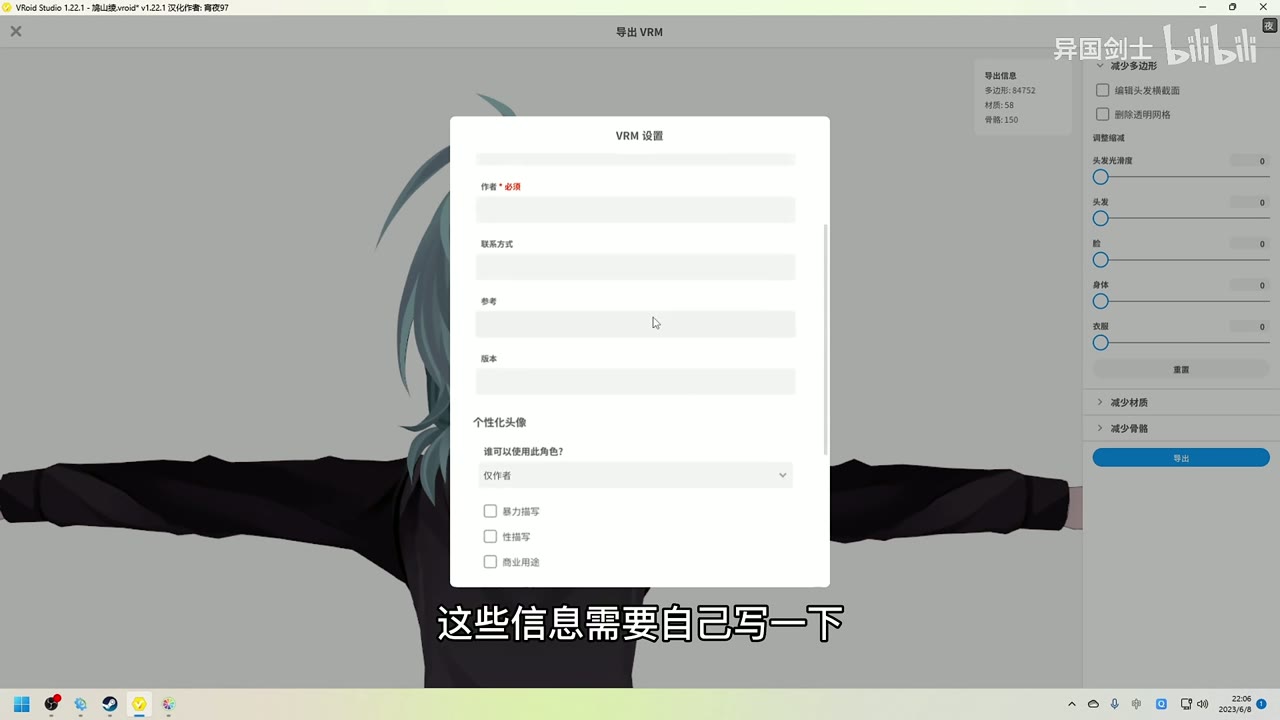 VRoid Studio 1.22.1 - 鳩山绫.vroid* v1.22.1 汉化作者: 宵夜97
导出 VRM
夜
异国剑士 bilibili
导出信息
多边形: 84752
材质: 58
骨骼: 150
减少多边形
编辑头发横截面
删除透明网格
调整缩减
头发光滑度
0
头发
0
脸
0
身体
0
衣服
0
重置
减少材质
减少骨骼
导出
VRM 设置
作者 * 必须
联系方式
参考
版本
个性化头像
谁可以使用此角色?
仅作者
暴力描写
性描写
商业用途
这些信息需要自己写一下
中
22:06
2023/6/8
1